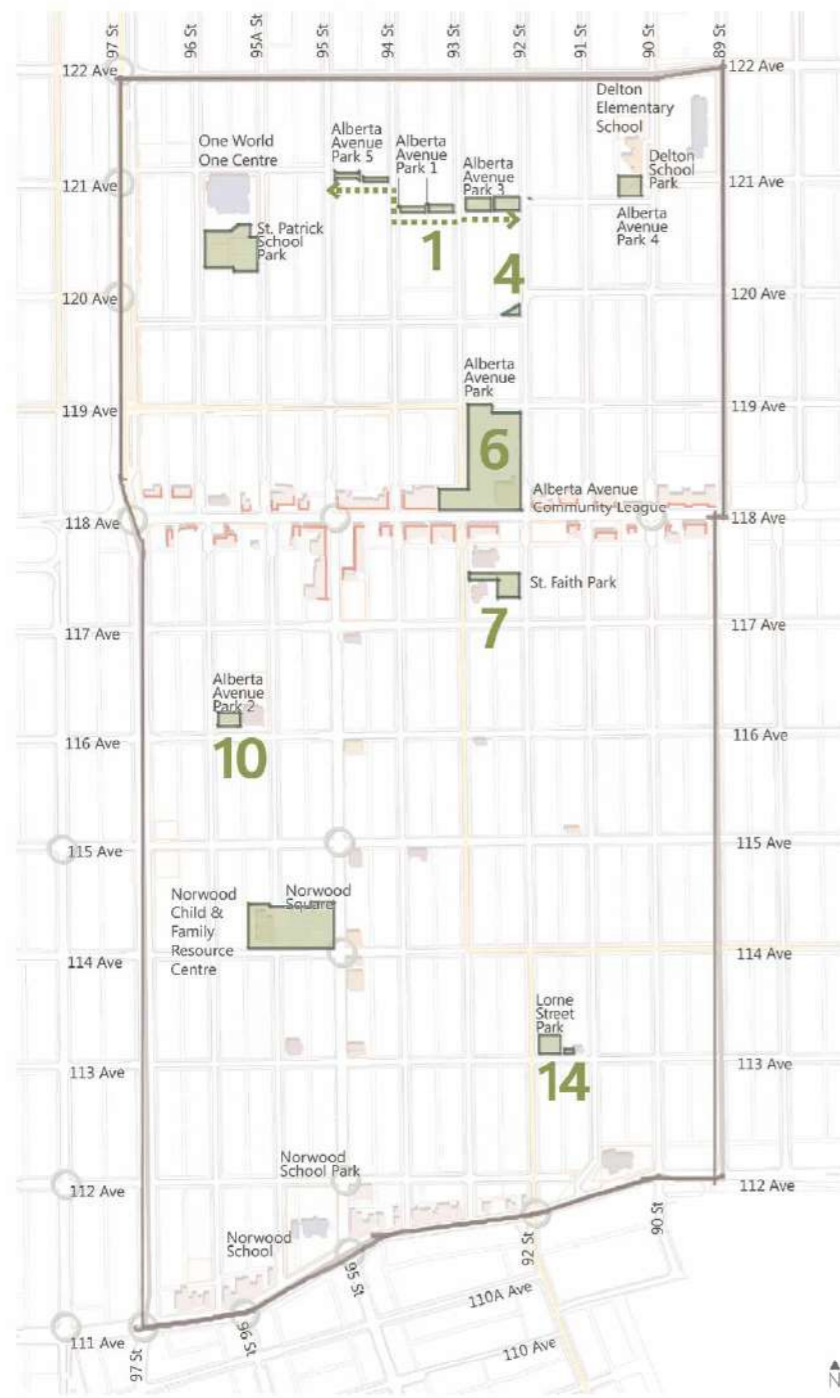 97 St
96 St
95A St
95 St
94 St
93 St
92 St
91 St
90 St
89 St
122 Ave
122 Ave
Delton
Elementary
School
One World
One Centre
Alberta
Avenue
Park 5
Alberta
Avenue
Park 1
Alberta
Avenue
Park 3
Delton
School
Park
121 Ave
121 Ave
Alberta
Avenue
Park 4
St. Patrick
School
Park
1
4
120 Ave
120 Ave
Alberta
Avenue
Park
119 Ave
119 Ave
6
Alberta Avenue
Community League
118 Ave
118 Ave
St. Faith Park
7
117 Ave
117 Ave
Alberta
Avenue
Park 2
10
116 Ave
116 Ave
115 Ave
115 Ave
Norwood
Child &
Family
Resource
Centre
Norwood
Square
114 Ave
114 Ave
Lorne
Street
Park
14
113 Ave
113 Ave
Norwood
School Park
112 Ave
112 Ave
Norwood
School
95 St
92 St
90 St
96 St
110A Ave
110 Ave
111 Ave
97 St
N